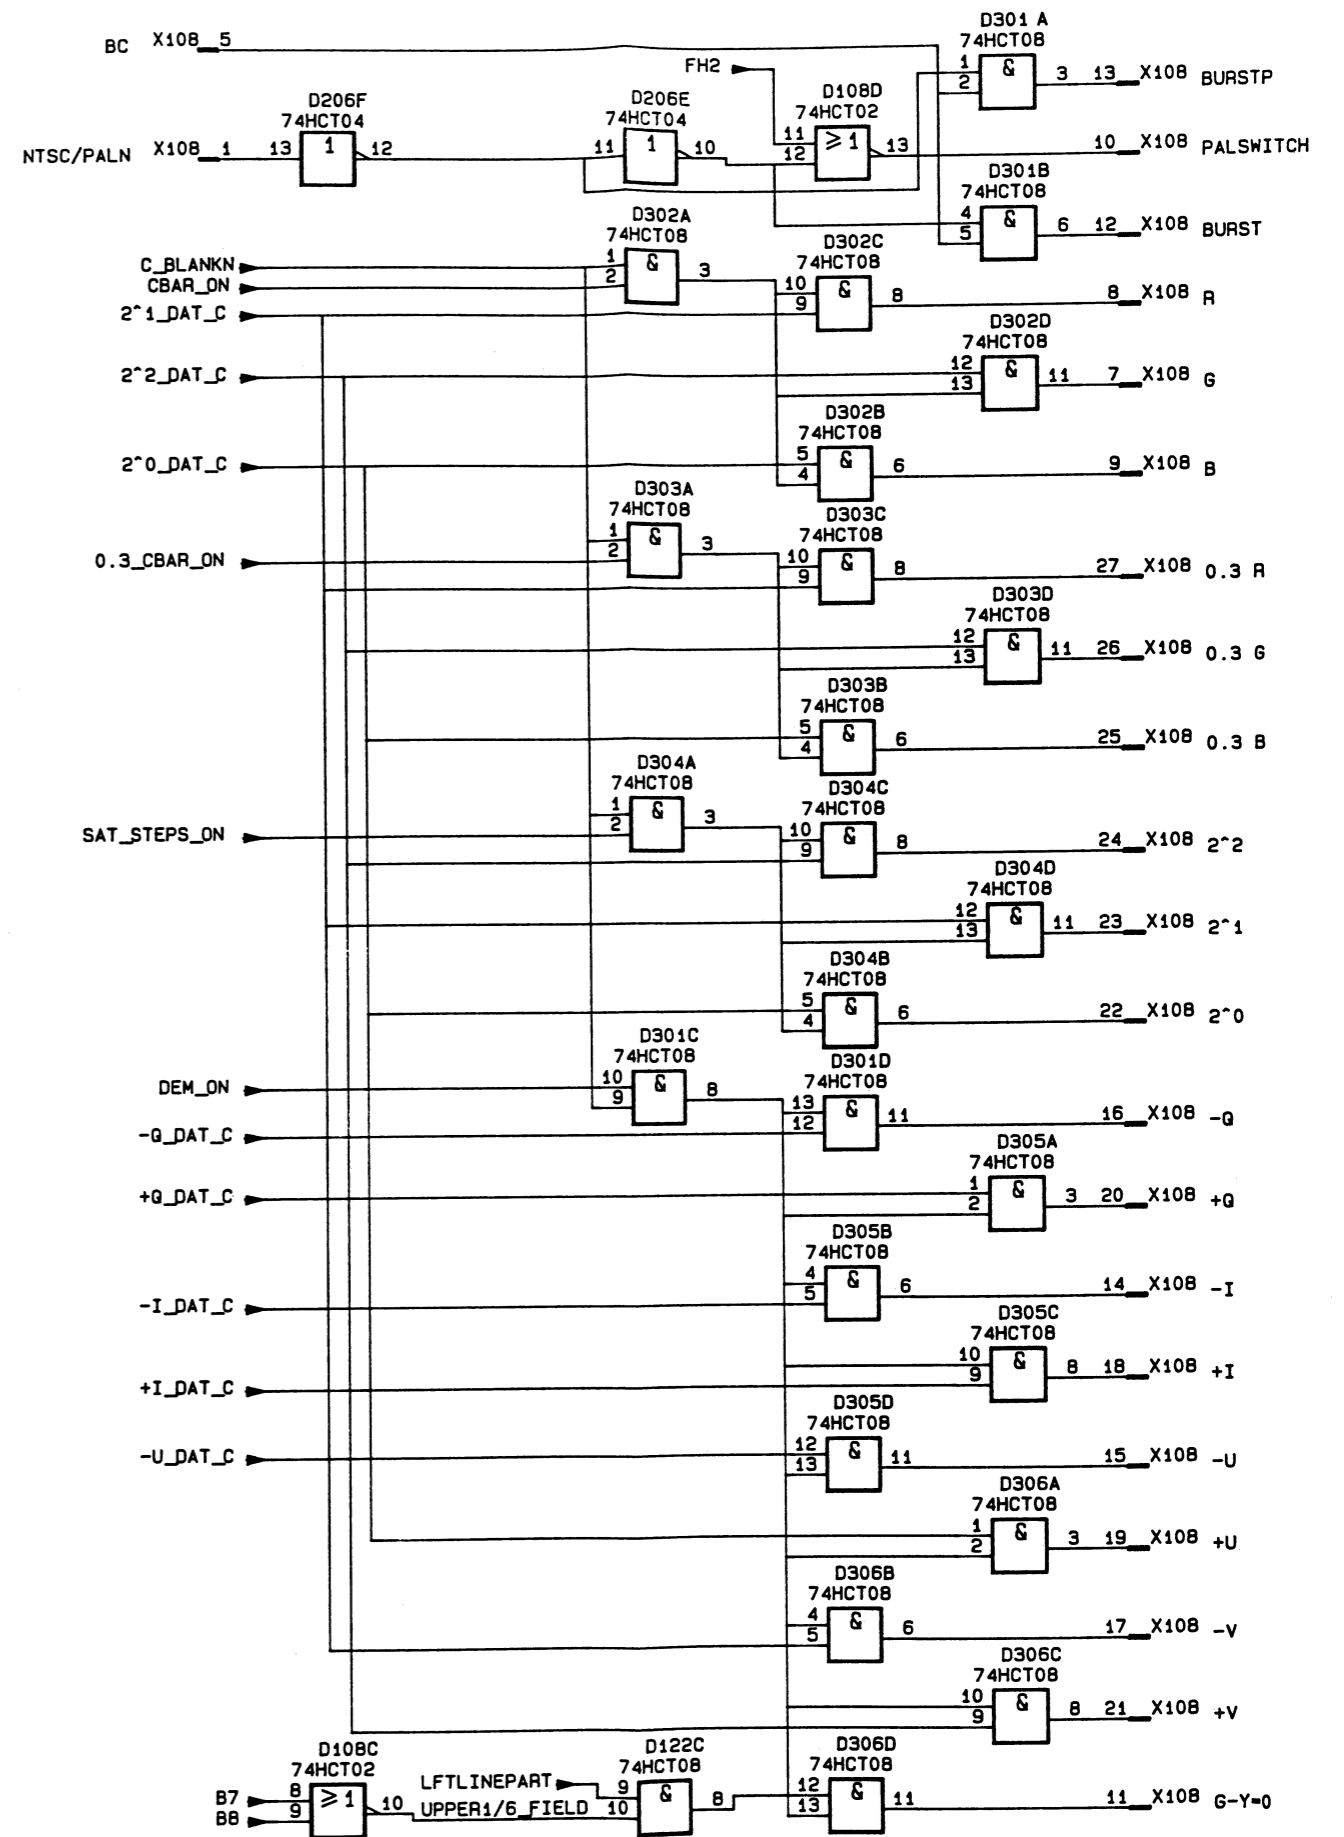 D301 A
BC X108 5 74HCT08
FH2 1 & 3 13 X108 BURSTP
2
D206F D206E D108D
74HCT04 74HCT04 74HCT02
NTSC/PALN X108 1 13 1 12 11 1 10 11 ≥1 13 10 X108 PALSWITCH
12
D301B
74HCT08
4 & 6 12 X108 BURST
5
D302A
74HCT08
C_BLANKN 1 & 3
CBAR_ON 2
D302C
74HCT08
2^1_DAT_C 10 & 8 8 X108 R
9
D302D
74HCT08
2^2_DAT_C 12 & 11 7 X108 G
13
D302B
74HCT08
2^0_DAT_C 5 & 6 9 X108 B
4
D303A
74HCT08
1 & 3
0.3_CBAR_ON 2
D303C
74HCT08
10 & 8 27 X108 0.3 R
9
D303D
74HCT08
12 & 11 26 X108 0.3 G
13
D303B
74HCT08
5 & 6 25 X108 0.3 B
4
D304A
74HCT08
1 & 3
SAT_STEPS_ON 2
D304C
74HCT08
10 & 8 24 X108 2^2
9
D304D
74HCT08
12 & 11 23 X108 2^1
13
D304B
74HCT08
5 & 6 22 X108 2^0
4
D301C
74HCT08
DEM_ON 10 & 8
9
D301D
74HCT08
13 & 11 16 X108 -Q
-Q_DAT_C 12
D305A
74HCT08
+Q_DAT_C 1 & 3 20 X108 +Q
2
D305B
74HCT08
4 & 6 14 X108 -I
-I_DAT_C 5
D305C
74HCT08
10 & 8 18 X108 +I
+I_DAT_C 9
D305D
74HCT08
-U_DAT_C 12 & 11 15 X108 -U
13
D306A
74HCT08
1 & 3 19 X108 +U
2
D306B
74HCT08
4 & 6 17 X108 -V
5
D306C
74HCT08
10 & 8 21 X108 +V
9
D108C D122C D306D
74HCT02 74HCT08 74HCT08
B7 8 ≥1 10 LFTLINEPART 9 & 8 12 & 11 11 X108 G-Y=0
B8 9 UPPER1/6_FIELD 10 13